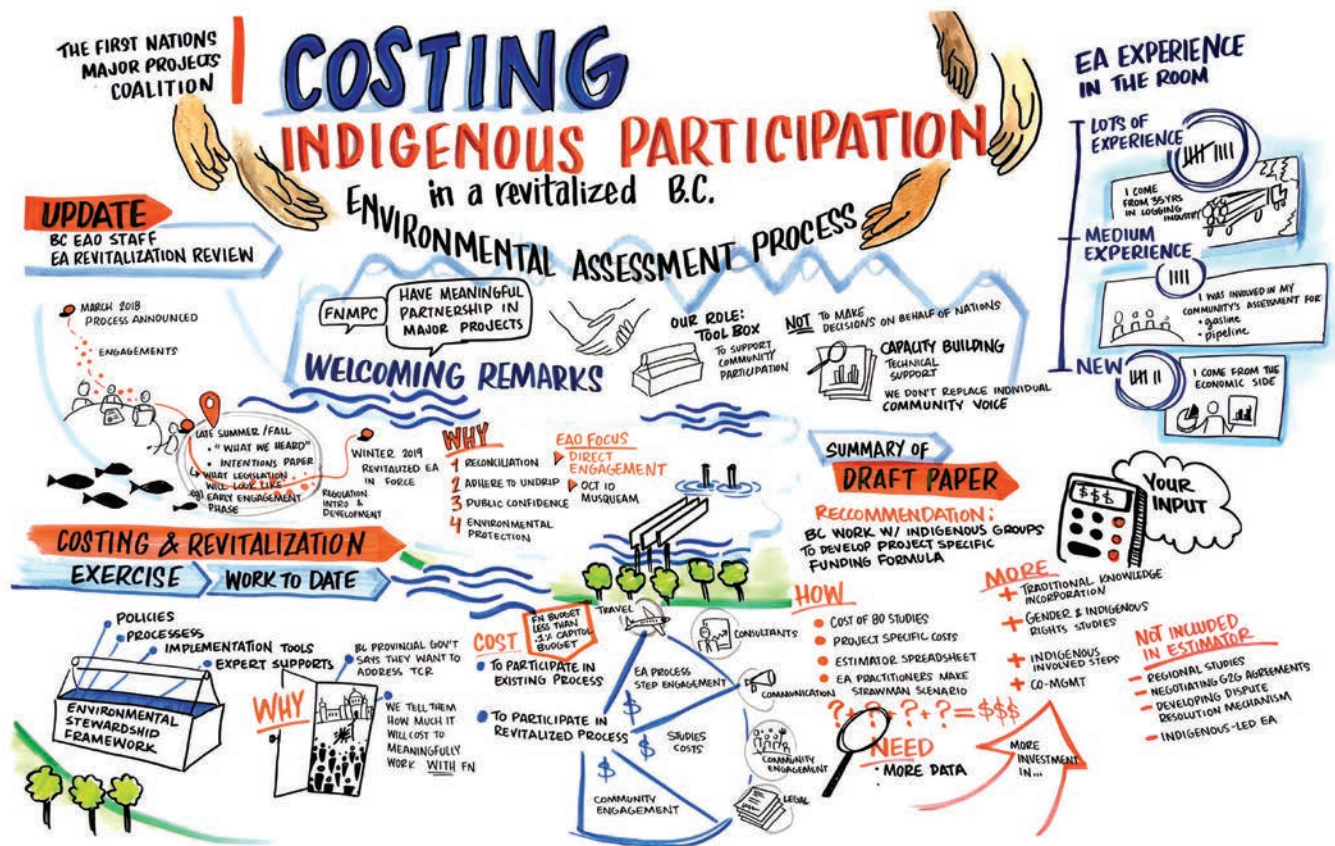 THE FIRST NATIONS
MAJOR PROJECTS
COALITION
COSTING
INDIGENOUS PARTICIPATION
in a revitalized B.C.
ENVIRONMENTAL ASSESSMENT PROCESS
UPDATE
BC EAO STAFF
EA REVITALIZATION REVIEW
MARCH 2018
PROCESS ANNOUNCED
ENGAGEMENTS
LATE SUMMER/FALL
• "WHAT WE HEARD"
• INTENTIONS PAPER
↳ WHAT LEGISLATION
WILL LOOK LIKE
eg) EARLY ENGAGEMENT
PHASE
WINTER 2019
REVITALIZED EA
IN FORCE
REGULATION
INTRO &
DEVELOPMENT
FNMPC
HAVE MEANINGFUL
PARTNERSHIP IN
MAJOR PROJECTS
WELCOMING REMARKS
OUR ROLE:
TOOL BOX
TO SUPPORT
COMMUNITY
PARTICIPATION
NOT TO MAKE
DECISIONS ON BEHALF OF NATIONS
CAPACITY BUILDING
TECHNICAL
SUPPORT
WE DON'T REPLACE INDIVIDUAL
COMMUNITY VOICE
EA EXPERIENCE
IN THE ROOM
LOTS OF
EXPERIENCE
I COME
FROM 35YRS
IN LOGGING
INDUSTRY
MEDIUM
EXPERIENCE
I WAS INVOLVED IN MY
COMMUNITY'S ASSESSMENT FOR
• gasline
• pipeline
NEW
I COME FROM THE
ECONOMIC SIDE
WHY
1 RECONCILIATION
2 ADHERE TO UNDRIP
3 PUBLIC CONFIDENCE
4 ENVIRONMENTAL
PROTECTION
EAO FOCUS
DIRECT
ENGAGEMENT
OCT 10
MUSQUEAM
SUMMARY OF
DRAFT PAPER
RECCOMMENDATION:
BC WORK W/ INDIGENOUS GROUPS
TO DEVELOP PROJECT SPECIFIC
FUNDING FORMULA
$$$
YOUR
INPUT
COSTING & REVITALIZATION
EXERCISE
WORK TO DATE
POLICIES
PROCESSESS
IMPLEMENTATION TOOLS
EXPERT SUPPORTS
ENVIRONMENTAL
STEWARDSHIP
FRAMEWORK
WHY
BC PROVINCIAL GOV'T
SAYS THEY WANT TO
ADDRESS TCR
WE TELL THEM
HOW MUCH IT
WILL COST TO
MEANINGFULLY
WORK WITH FN
COST
FN BUDGET
LESS THAN
.1% CAPITOL
BUDGET
• TO PARTICIPATE IN
EXISTING PROCESS
• TO PARTICIPATE IN
REVITALIZED PROCESS
TRAVEL
CONSULTANTS
EA PROCESS
STEP ENGAGEMENT
$
COMMUNICATION
$ STUDIES
COSTS
COMMUNITY
ENGAGEMENT
$
COMMUNITY
ENGAGEMENT
LEGAL
HOW
• COST OF 80 STUDIES
• PROJECT SPECIFIC COSTS
• ESTIMATOR SPREADSHEET
• EA PRACTITIONERS MAKE
STRAWMAN SCENARIO
?+?+?+?=$$$
NEED
• MORE DATA
MORE
+ TRADITIONAL KNOWLEDGE
INCORPORATION
+ GENDER & INDIGENOUS
RIGHTS STUDIES
+ INDIGENOUS
INVOLVED STEPS
+ CO-MGMT
MORE
INVESTMENT
IN...
NOT INCLUDED
IN ESTIMATOR
– REGIONAL STUDIES
– NEGOTIATING G2G AGREEMENTS
– DEVELOPING DISPUTE
RESOLUTION MECHANISM
– INDIGENOUS-LED EA